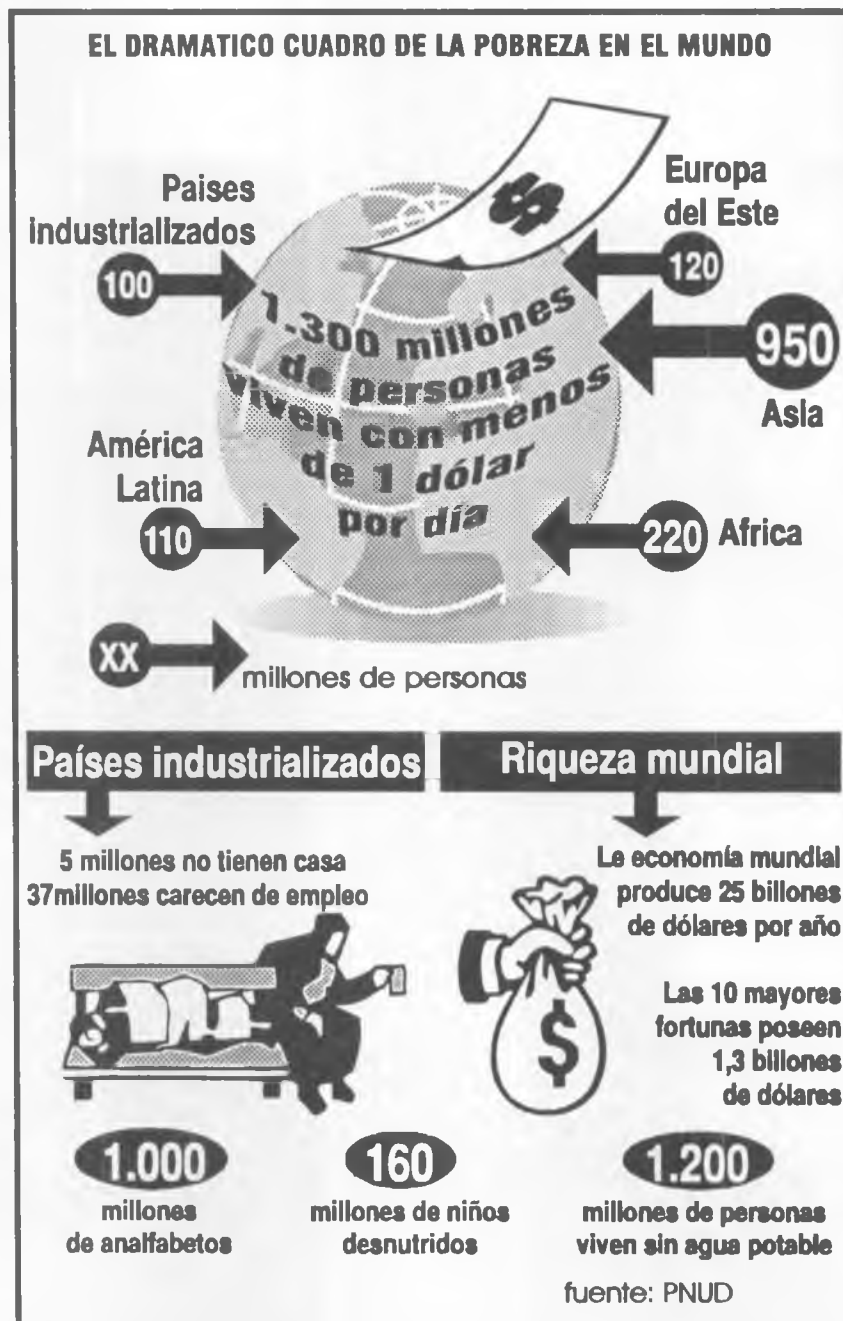 EL DRAMATICO CUADRO DE LA POBREZA EN EL MUNDO
$
Paises
industrializados
100
Europa
del Este
120
1.300 millones
de personas
viven con menos
de 1 dólar
por día
950
Asia
América
Latina
110
220 Africa
XX
millones de personas
Países industrializados
5 millones no tienen casa
37millones carecen de empleo
Riqueza mundial
Le economía mundial
produce 25 billones
de dólares por año
$
Las 10 mayores
fortunas poseen
1,3 billones
de dólares
1.000
millones
de analfabetos
160
millones de niños
desnutridos
1.200
millones de personas
viven sin agua potable
fuente: PNUD